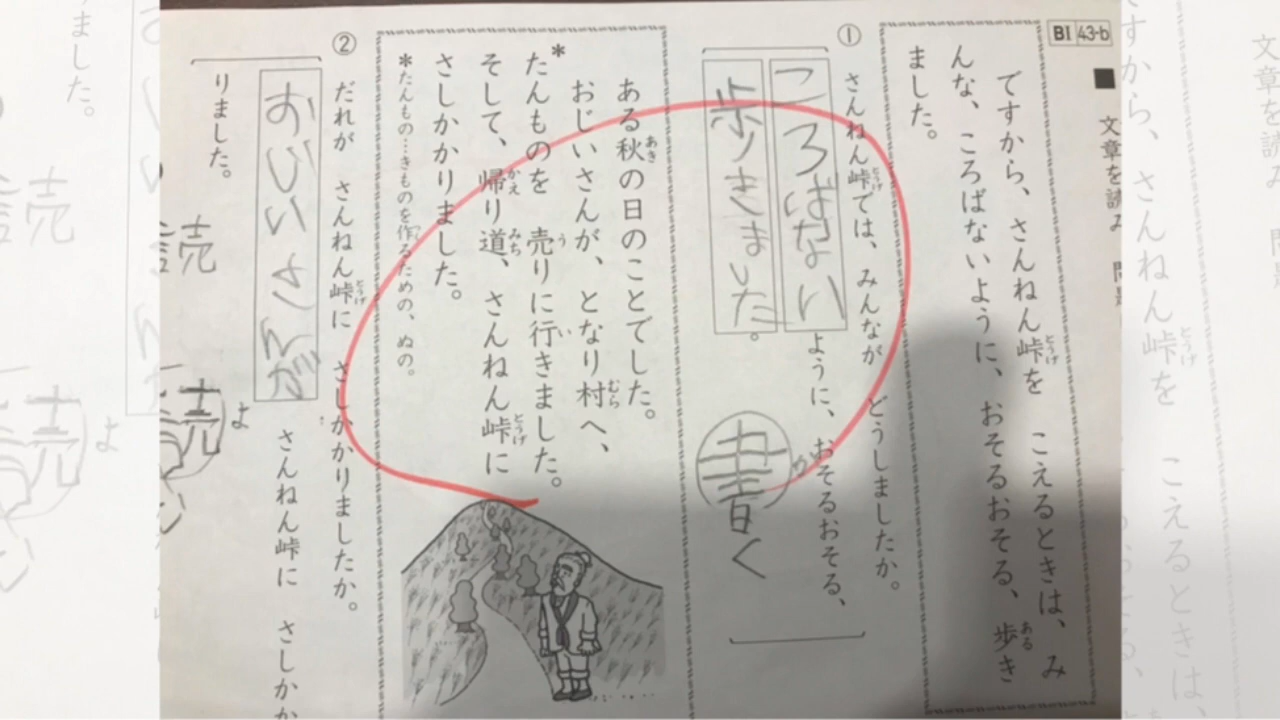 BⅠ 43-b
文章を読み
ですから、さんねん峠を こえるときは、み
んな、ころばないように、おそるおそる、歩き
ました。
① さんねん峠では、みんなが どうしましたか。
ころばない ように、おそるおそる、
歩きました。
書く
ある秋の日のことでした。
おじいさんが、となり村へ、
*たんものを 売りに行きました。
そして、帰り道、さんねん峠に
さしかかりました。
*たんもの…きものを作るための、ぬの。
② だれが さんねん峠に さしかかりましたか。
おじいさんが さんねん峠に さしかか
りました。
読
読 よ